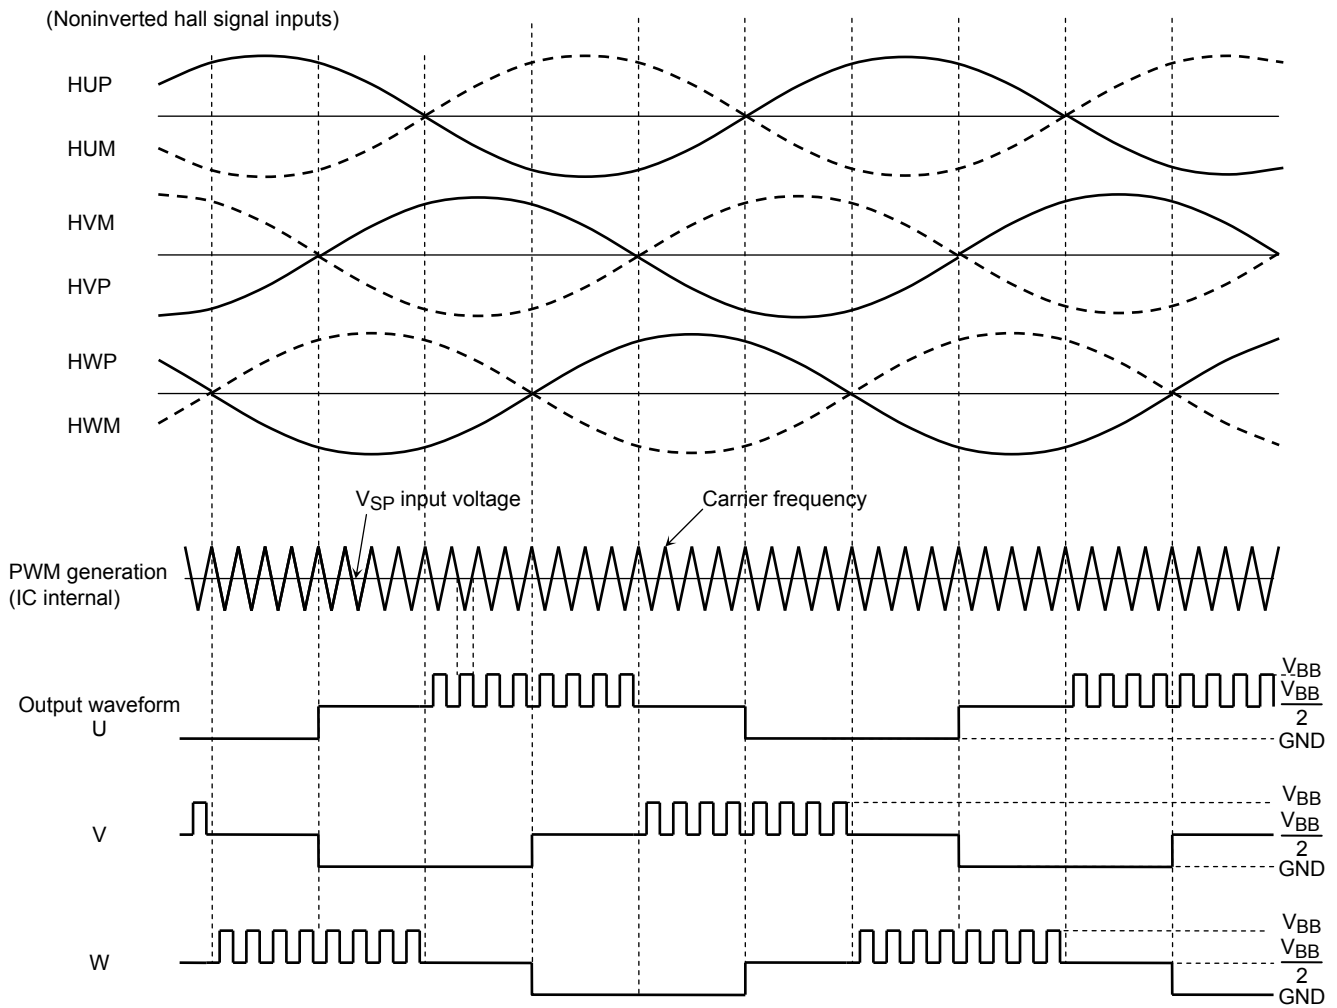 (Noninverted hall signal inputs)
HUP
HUM
HVM
HVP
HWP
HWM
VSP input voltage
Carrier frequency
PWM generation
(IC internal)
Output waveform
U
VBB
VBB
2
GND
V
VBB
VBB
2
GND
W
VBB
VBB
2
GND